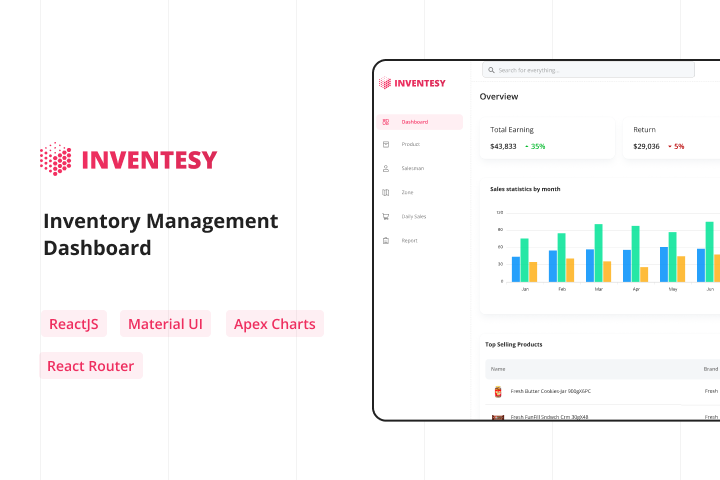 INVENTESY
Inventory Management
Dashboard
ReactJS Material UI Apex Charts
React Router
INVENTESY
Search for everything...
Overview
Dashboard
Product
Salesman
Zone
Daily Sales
Report
Total Earning
$43,833 35%
Return
$29,036 5%
Sales statistics by month
80
60
30
0
Jan Feb Mar Apr May Jun
Top Selling Products
Name Brand
Fresh Butter Cookies-Jar 900gX6PC Fresh
Fresh FunFill Sndwch Crm 30gX48 Fresh